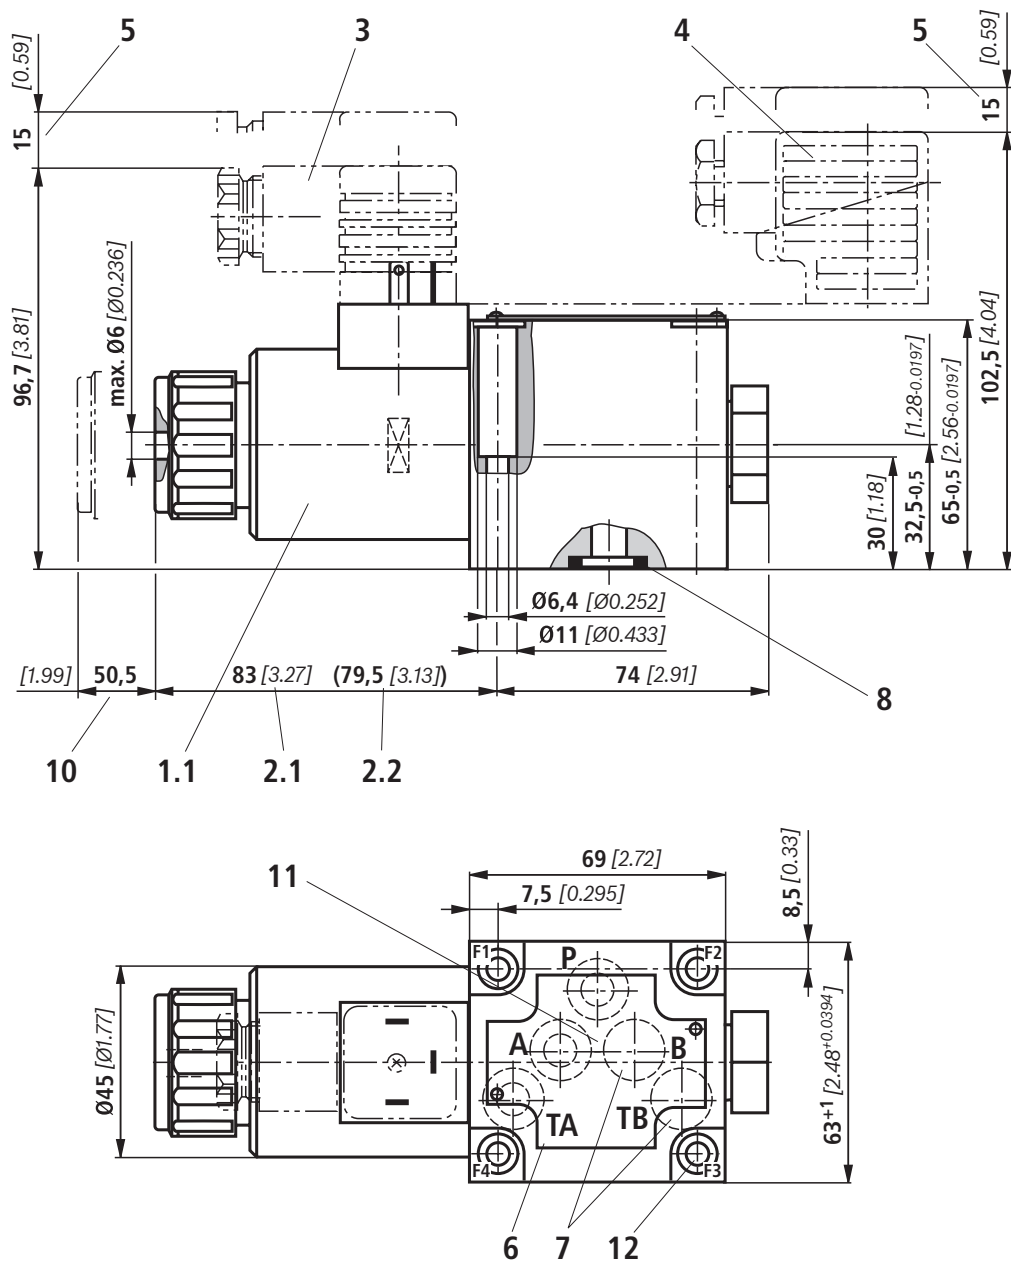 5
3
4
5
[0.59]
15
[0.59]
15
96,7 [3.81]
max. Ø6 [Ø0.236]
30 [1.18]
32,5-0,5 [1.28-0.0197]
65-0,5 [2.56-0.0197]
102,5 [4.04]
Ø6,4 [Ø0.252]
Ø11 [Ø0.433]
[1.99] 50,5
83 [3.27]
(79,5 [3.13])
74 [2.91]
8
10
1.1
2.1
2.2
69 [2.72]
7,5 [0.295]
8,5 [0.33]
11
F1
F2
P
A
B
TA
TB
F4
F3
Ø45 [Ø1.77]
63+1 [2.48+0.0394]
6
7
12